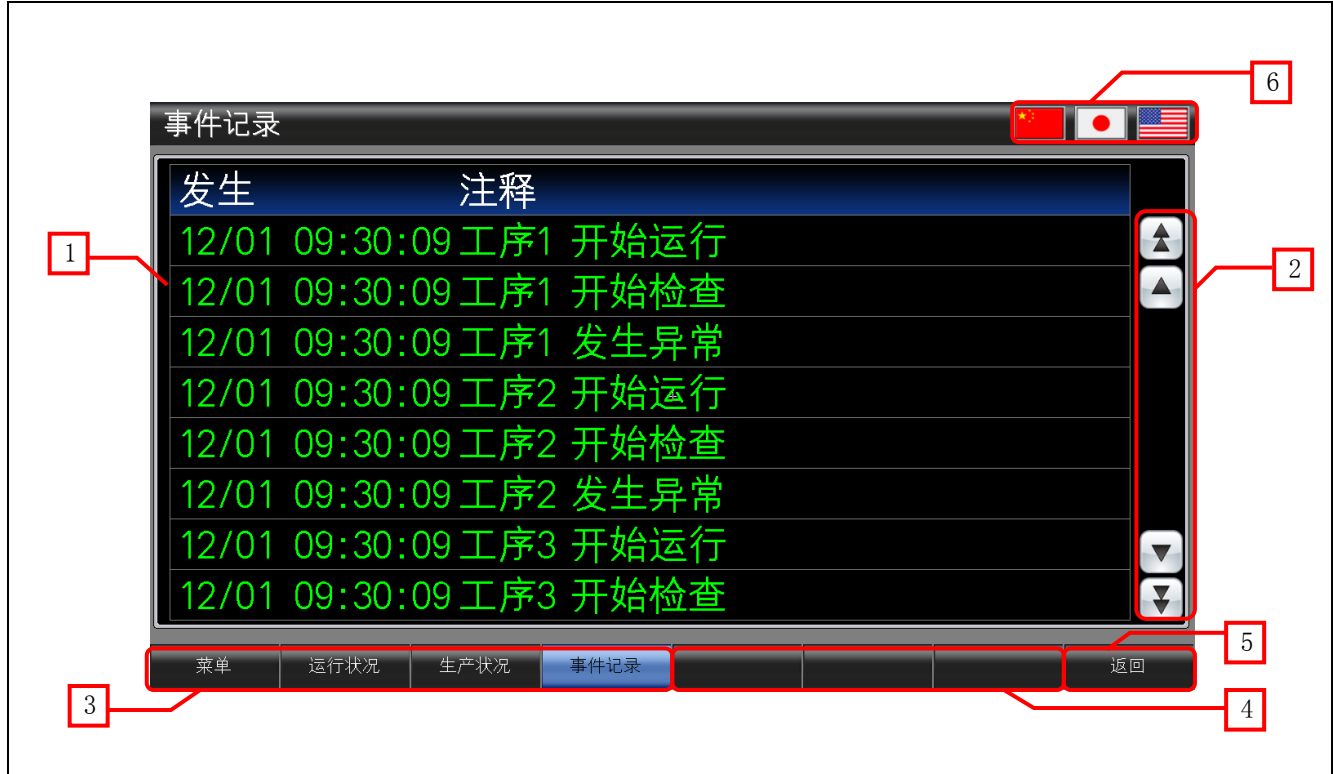 6
事件记录
发生 注释
12/01 09:30:09 工序1 开始运行
1
12/01 09:30:09 工序1 开始检查
2
12/01 09:30:09 工序1 发生异常
12/01 09:30:09 工序2 开始运行
12/01 09:30:09 工序2 开始检查
12/01 09:30:09 工序2 发生异常
12/01 09:30:09 工序3 开始运行
12/01 09:30:09 工序3 开始检查
5
菜单 运行状况 生产状况 事件记录 返回
3
4